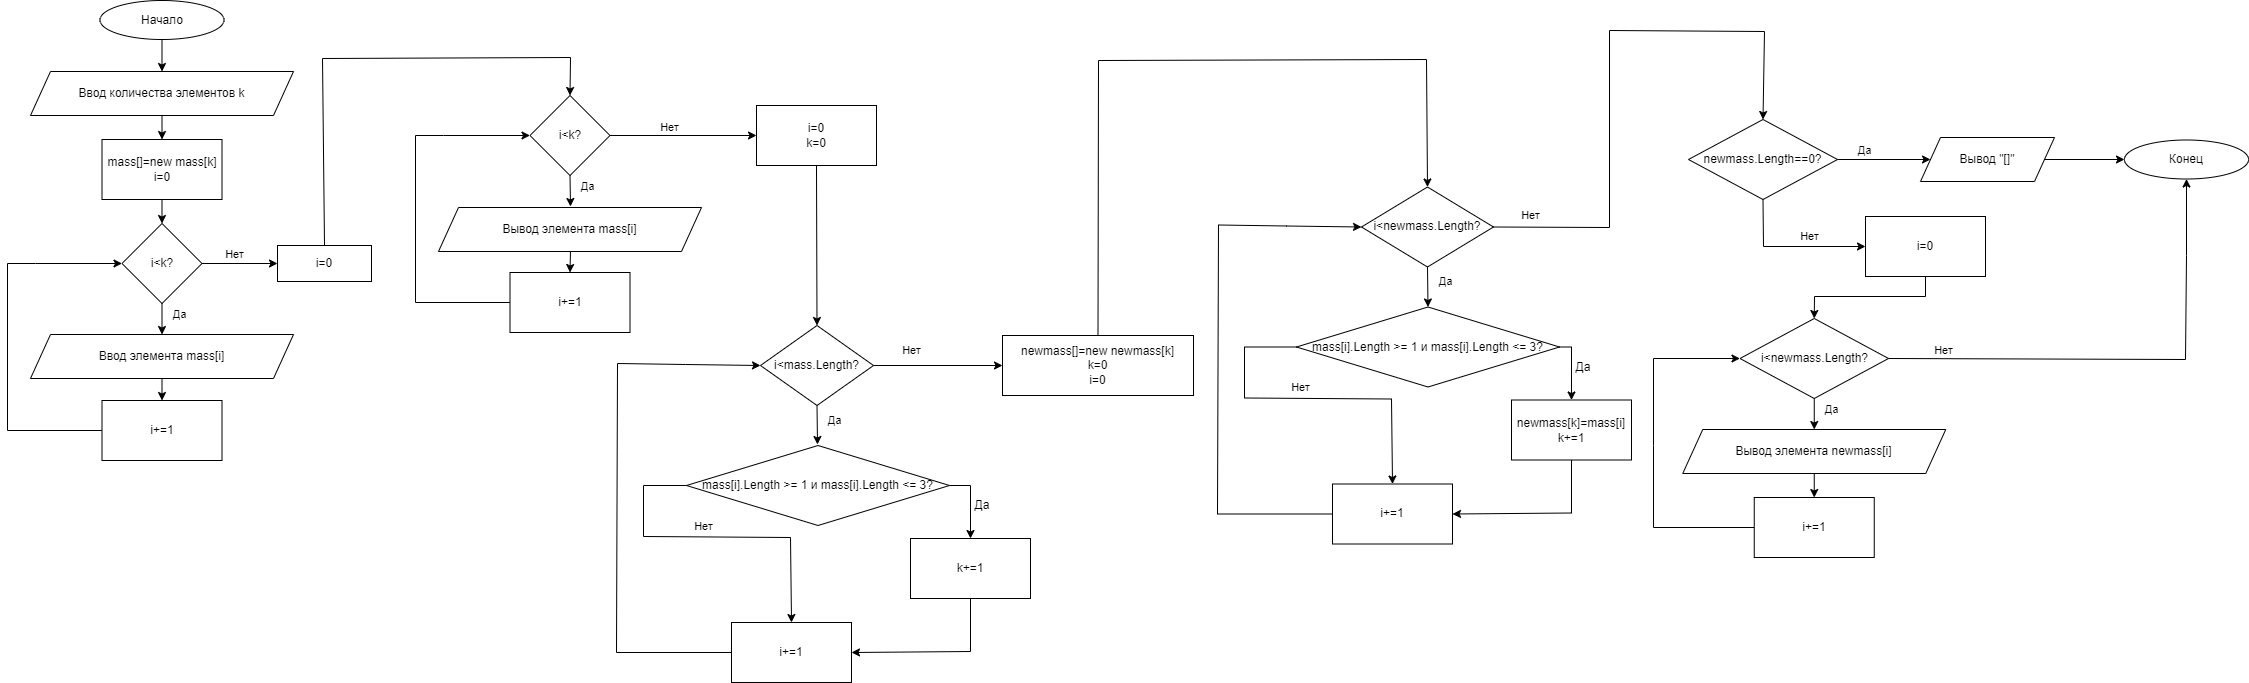 Начало
Ввод количества элементов k
mass[]=new mass[k]
i=0
i<k?
Нет
Да
Ввод элемента mass[i]
i+=1
i=0
i<k?
Нет
Да
Вывод элемента mass[i]
i+=1
i=0
k=0
i<mass.Length?
Нет
Да
mass[i].Length >= 1 и mass[i].Length <= 3?
Нет
Да
k+=1
i+=1
newmass[]=new newmass[k]
k=0
i=0
i<newmass.Length?
Нет
Да
mass[i].Length >= 1 и mass[i].Length <= 3?
Нет
Да
newmass[k]=mass[i]
k+=1
i+=1
newmass.Length==0?
Да
Вывод "[]"
Конец
Нет
i=0
i<newmass.Length?
Нет
Да
Вывод элемента newmass[i]
i+=1